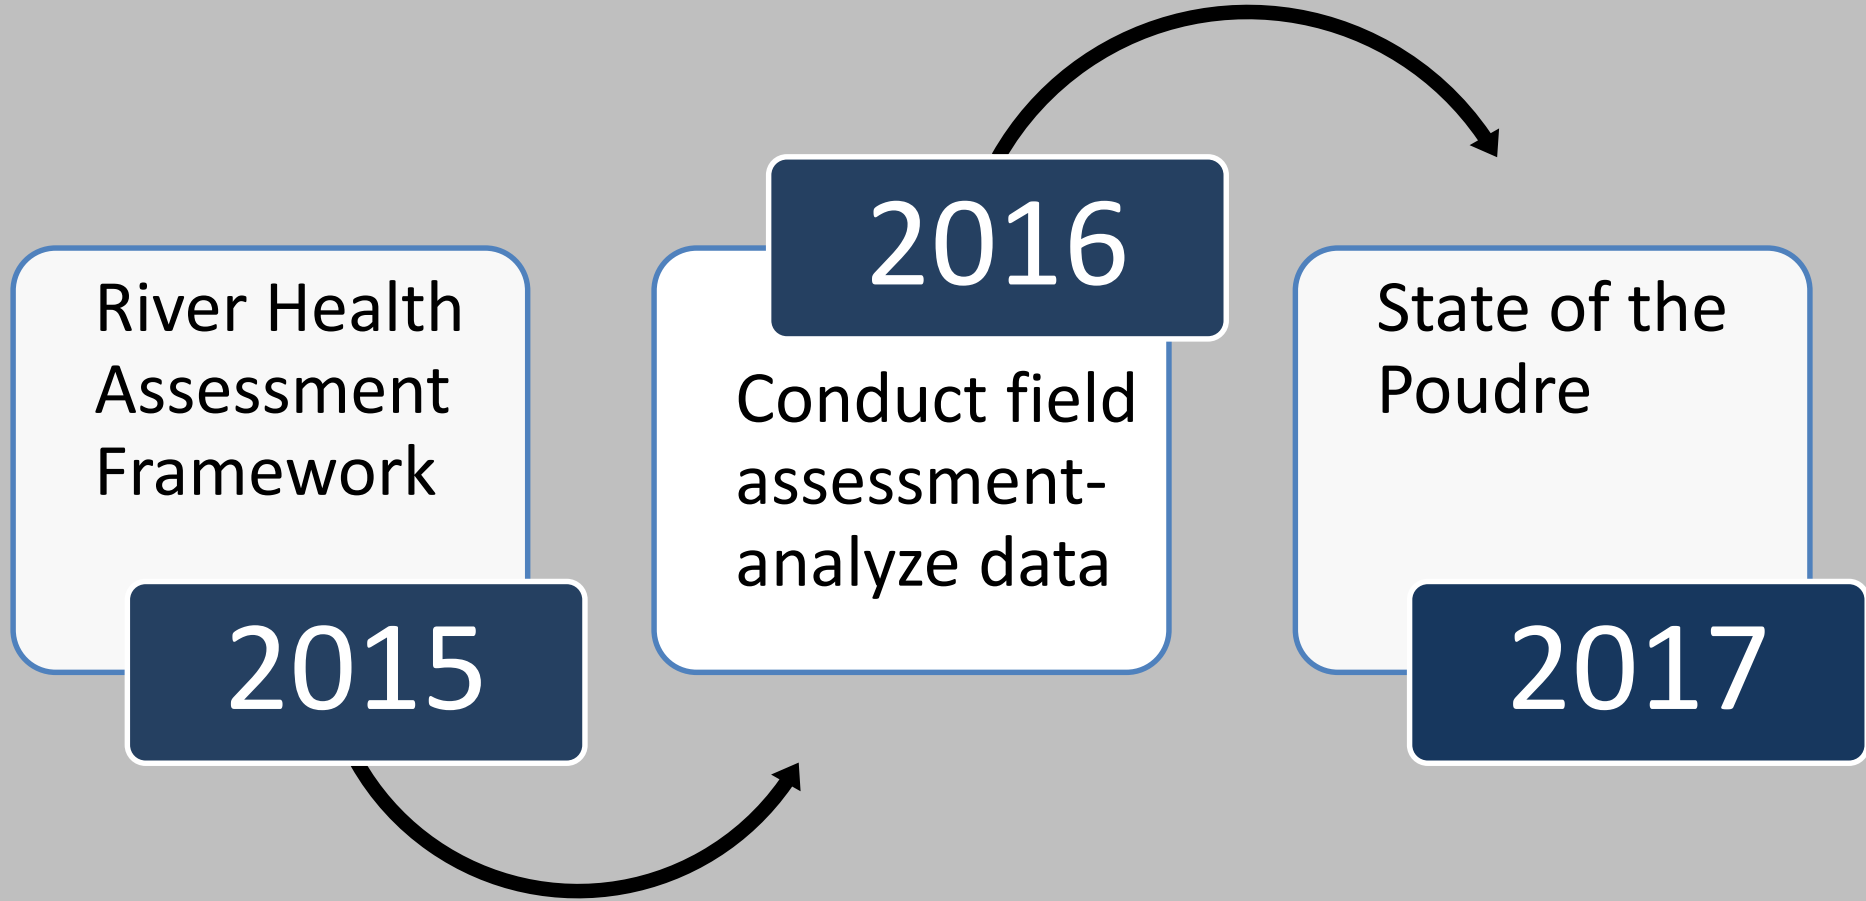 River Health
Assessment
Framework
2015
2016
Conduct field
assessment-
analyze data
State of the
Poudre
2017